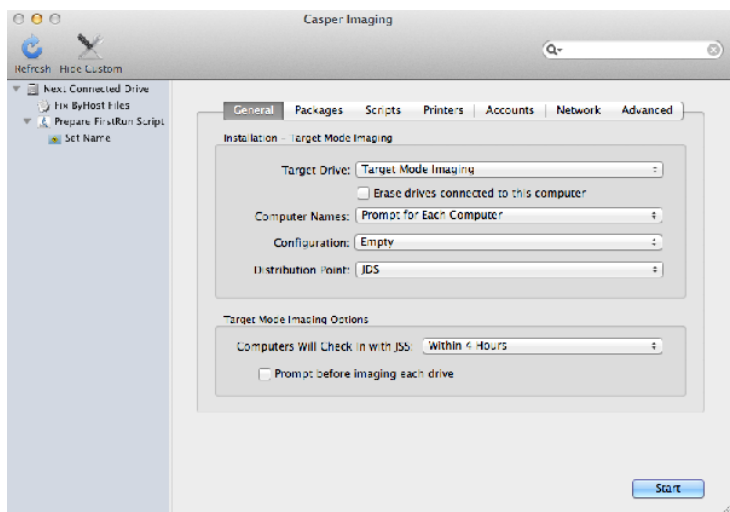 Casper Imaging
Refresh Hide Custom
Next Connected Drive
Fix ByHost Files
Prepare FirstRun Script
Set Name
General Packages Scripts Printers Accounts Network Advanced
Installation – Target Mode Imaging
Target Drive: Target Mode Imaging
Erase drives connected to this computer
Computer Names: Prompt for Each Computer
Configuration: Empty
Distribution Point: JDS
Target Mode Imaging Options
Computers Will Check In with JSS: Within 4 Hours
Prompt before imaging each drive
Start